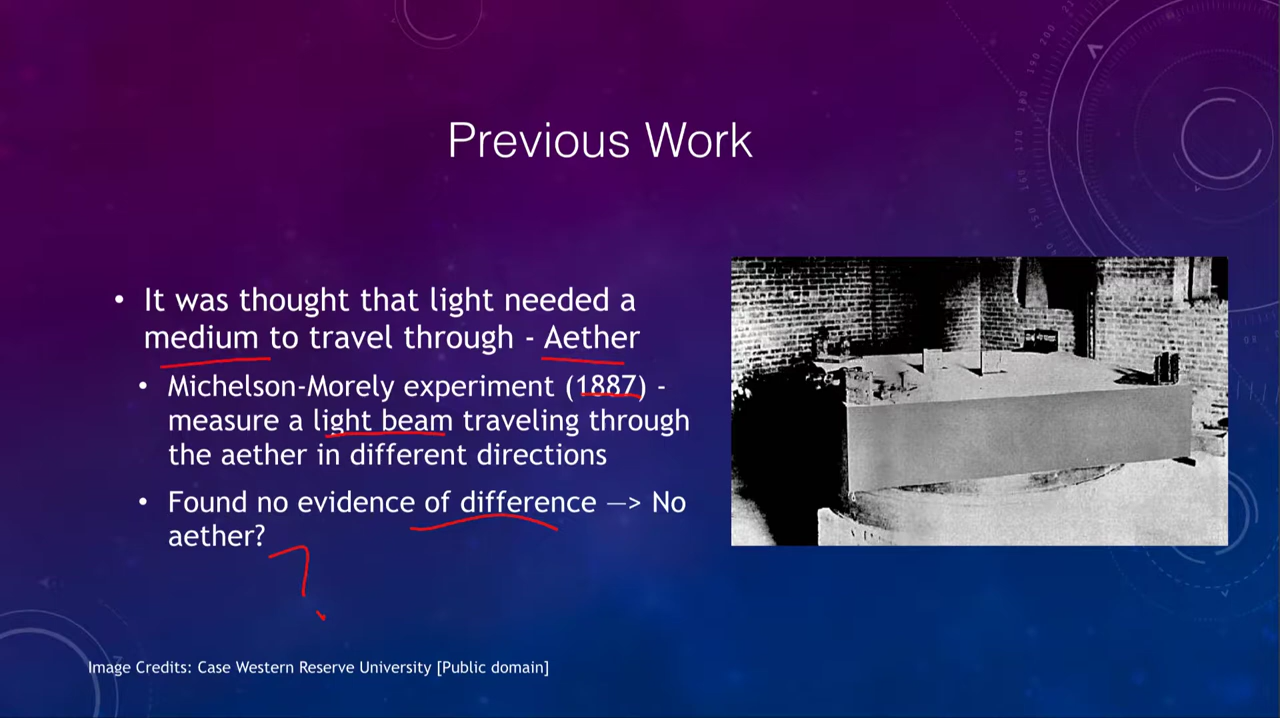 Previous Work
• It was thought that light needed a
medium to travel through - Aether
• Michelson-Morely experiment (1887) -
measure a light beam traveling through
the aether in different directions
• Found no evidence of difference —> No
aether?
?
Image Credits: Case Western Reserve University [Public domain]